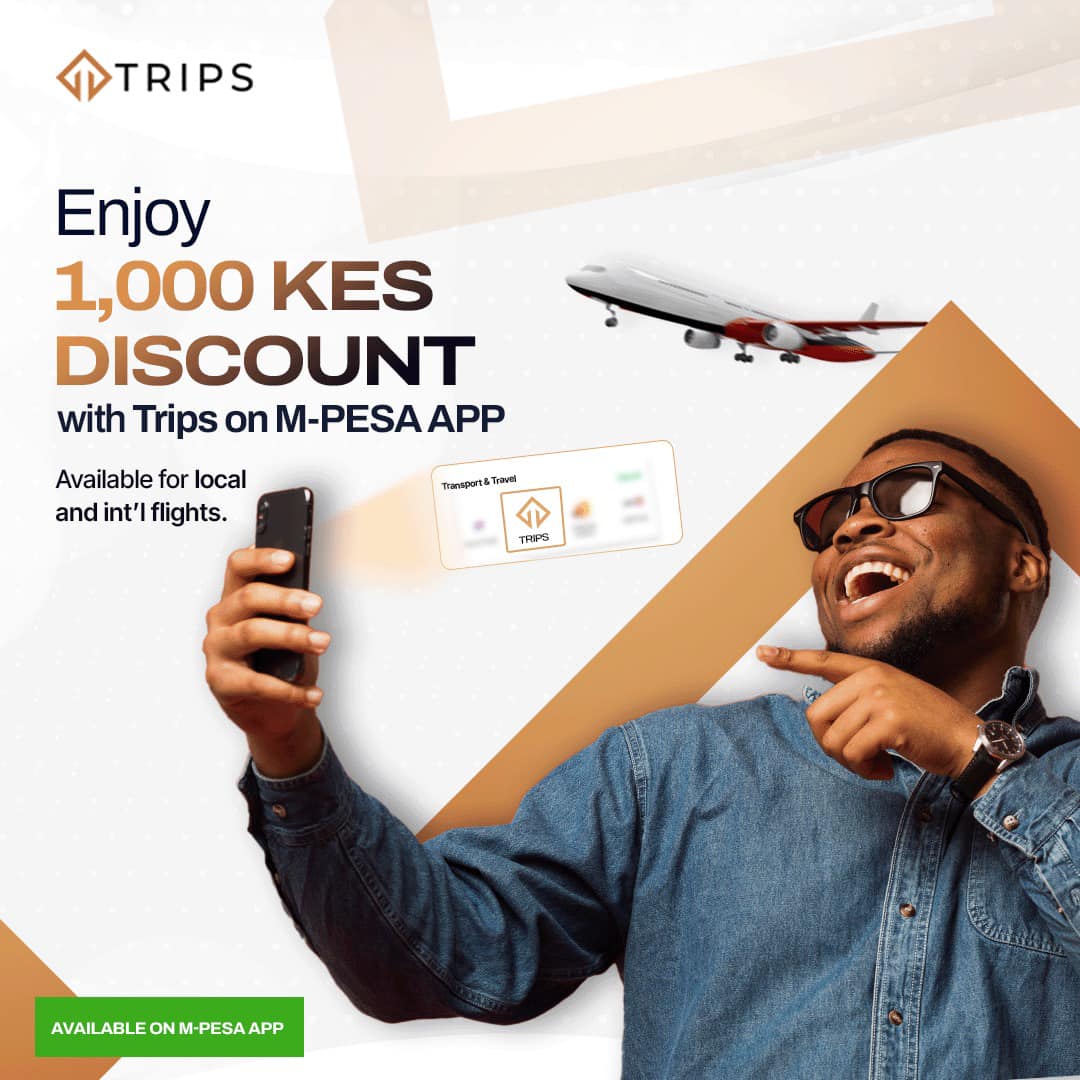 TRIPS
Enjoy
1,000 KES
DISCOUNT
with Trips on M-PESA APP
Available for local
and int'l flights.
Transport & Travel
TRIPS
AVAILABLE ON M-PESA APP